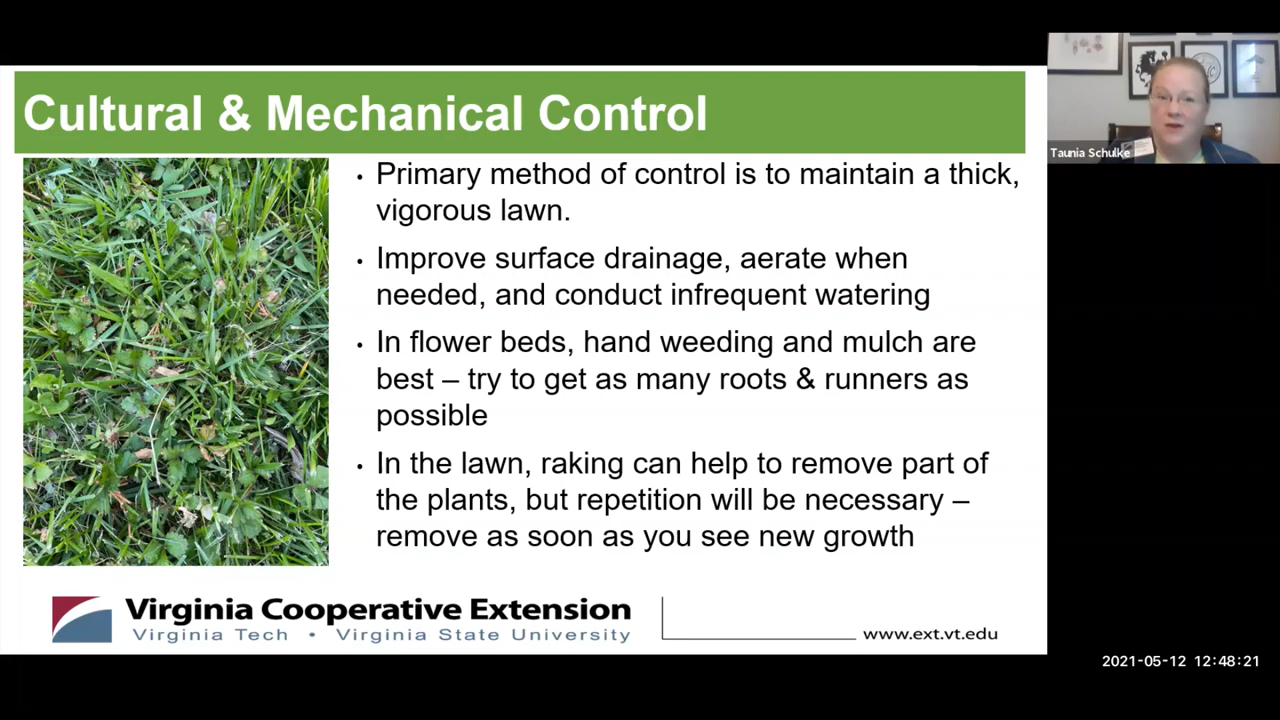 Cultural & Mechanical Control
Taunia Schulke
• Primary method of control is to maintain a thick,
vigorous lawn.
• Improve surface drainage, aerate when
needed, and conduct infrequent watering
• In flower beds, hand weeding and mulch are
best – try to get as many roots & runners as
possible
• In the lawn, raking can help to remove part of
the plants, but repetition will be necessary –
remove as soon as you see new growth
Virginia Cooperative Extension
Virginia Tech • Virginia State University
www.ext.vt.edu
2021-05-12 12:48:21